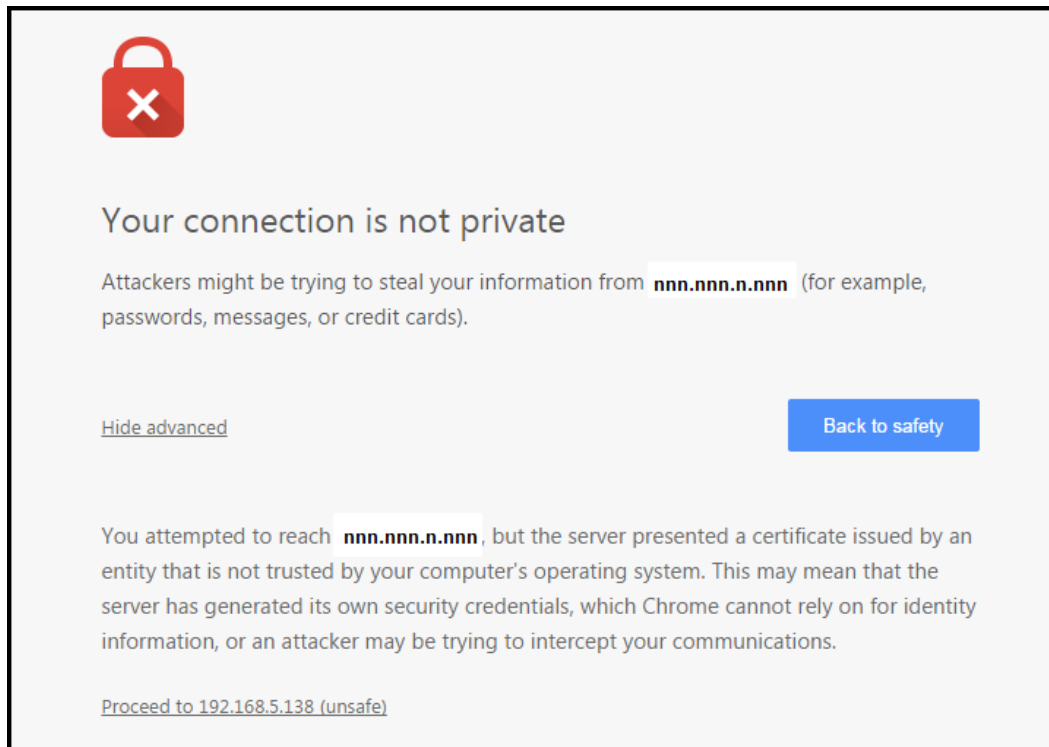 Your connection is not private
Attackers might be trying to steal your information from nnn.nnn.n.nnn (for example,
passwords, messages, or credit cards).
Hide advanced
Back to safety
You attempted to reach nnn.nnn.n.nnn, but the server presented a certificate issued by an
entity that is not trusted by your computer's operating system. This may mean that the
server has generated its own security credentials, which Chrome cannot rely on for identity
information, or an attacker may be trying to intercept your communications.
Proceed to 192.168.5.138 (unsafe)